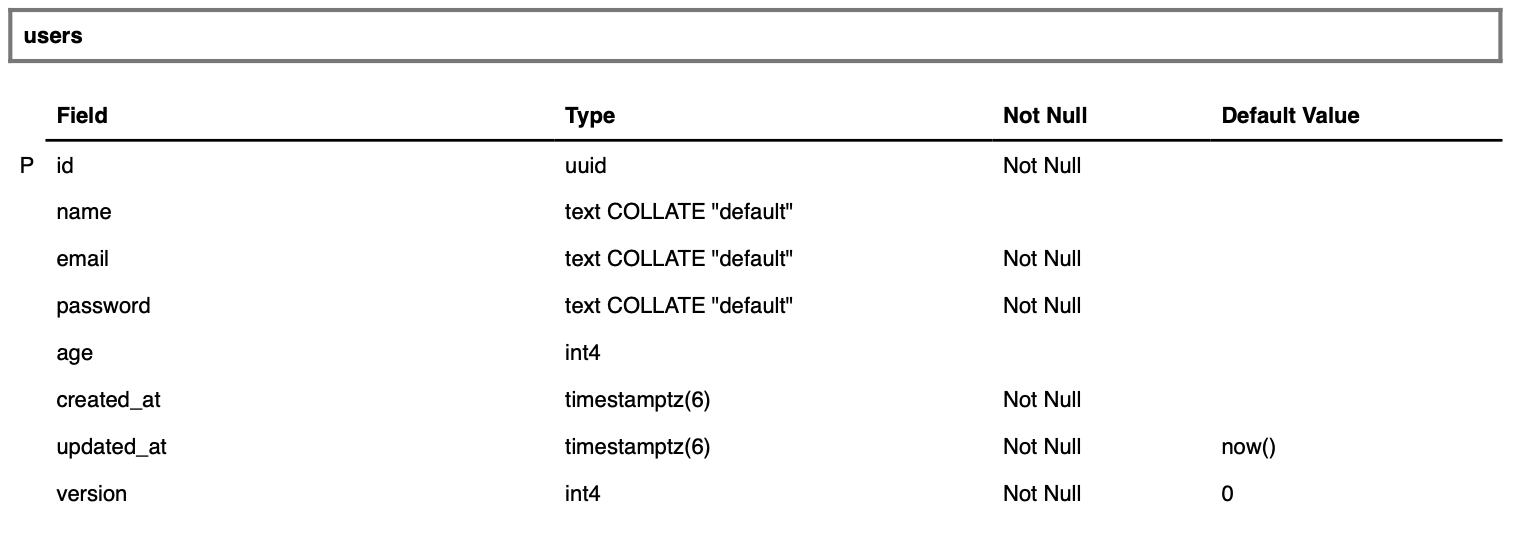 users
Field Type Not Null Default Value
P id uuid Not Null
name text COLLATE "default"
email text COLLATE "default" Not Null
password text COLLATE "default" Not Null
age int4
created_at timestamptz(6) Not Null
updated_at timestamptz(6) Not Null now()
version int4 Not Null 0